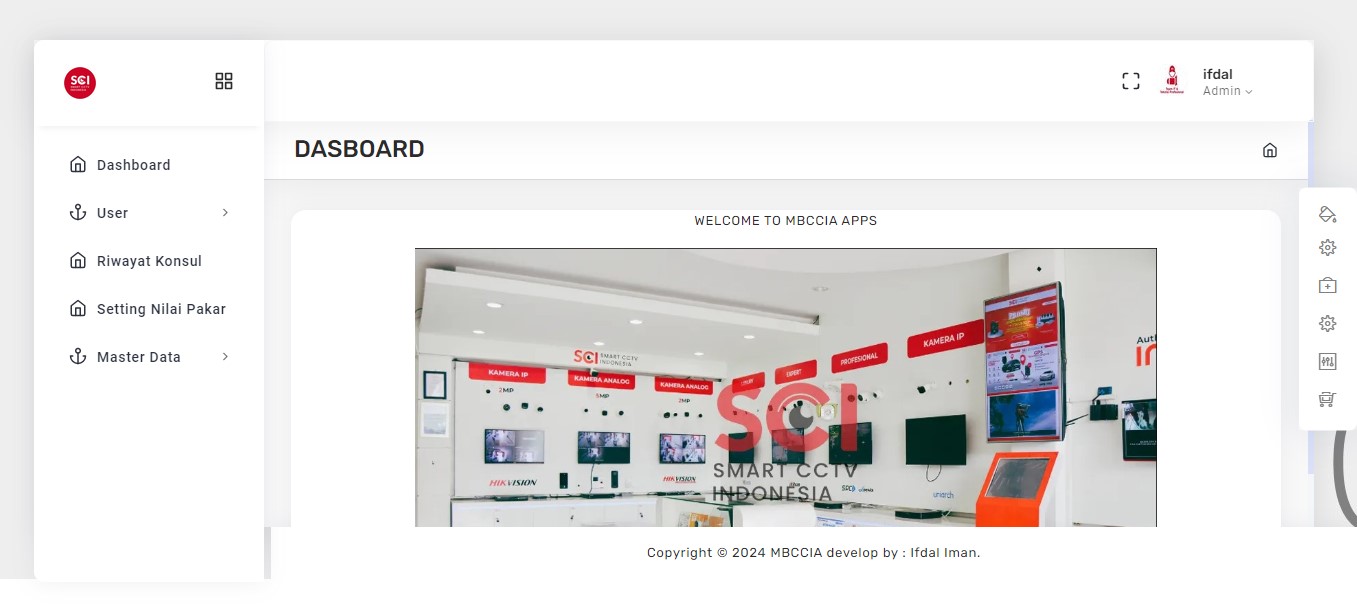 SCI
ifdal
Admin
DASBOARD
Dashboard
User
Riwayat Konsul
Setting Nilai Pakar
Master Data
WELCOME TO MBCCIA APPS
SCI SMART CCTV
INDONESIA
KAMERA IP
KAMERA ANALOG
KAMERA ANALOG
EXPERT
PROFESIONAL
KAMERA IP
2MP
5MP
2MP
SCI
SMART CCTV
INDONESIA
HIKVISION
HIKVISION
uniarch
Copyright © 2024 MBCCIA develop by : Ifdal Iman.